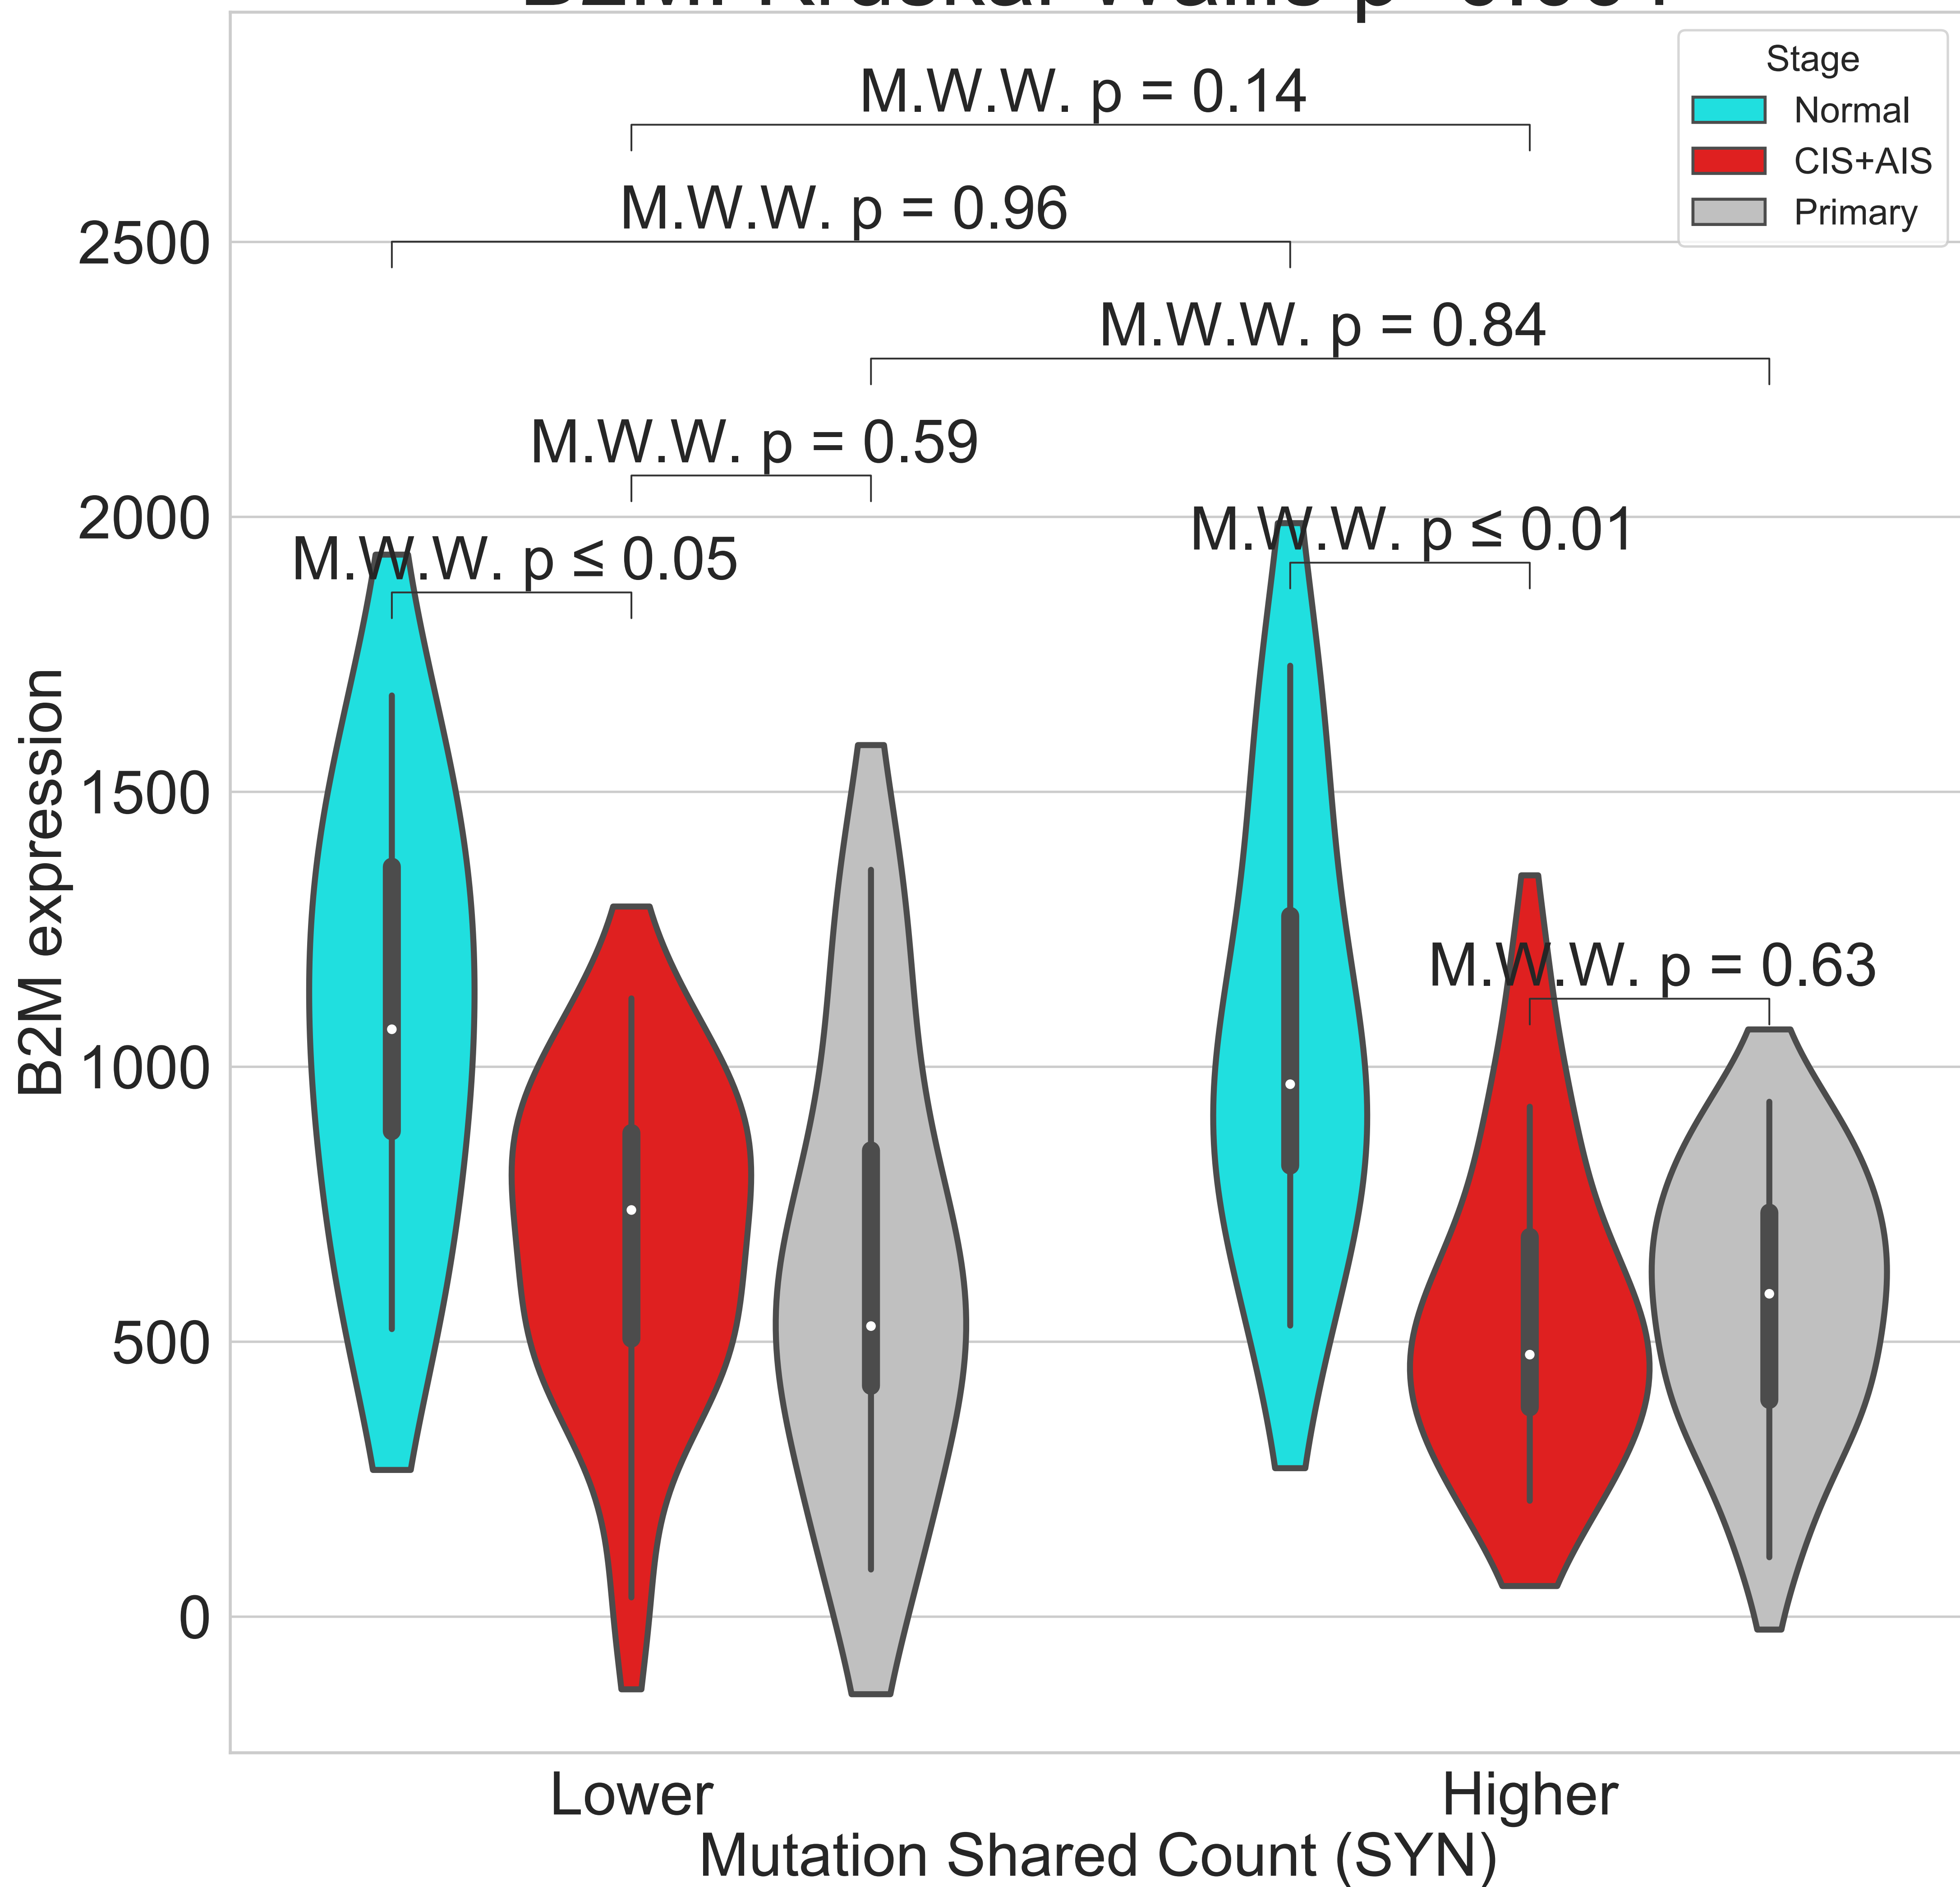 Stage
Normal
CIS+AIS
Primary
M.W.W. p = 0.14
M.W.W. p = 0.96
M.W.W. p = 0.84
M.W.W. p = 0.59
M.W.W. p ≤ 0.01
M.W.W. p ≤ 0.05
M.W.W. p = 0.63
B2M expression
2500
2000
1500
1000
500
0
Lower
Higher
Mutation Shared Count (SYN)